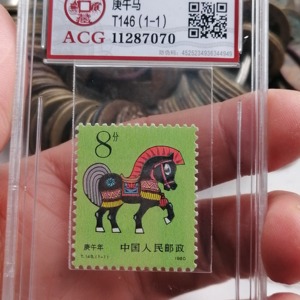 庚午马
T146 (1-1)
ACG 11287070
8分
庚午年
中国人民邮政
T.146.(1-1)
1990